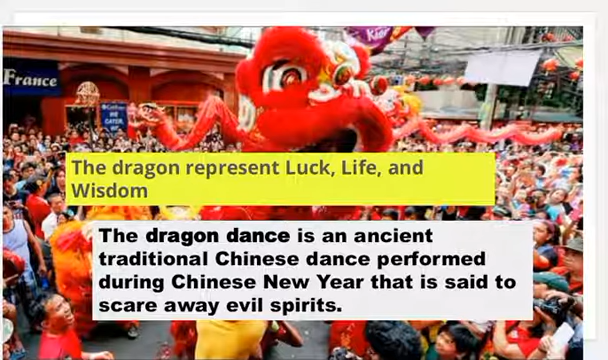 France
The dragon represent Luck, Life, and
Wisdom
The dragon dance is an ancient
traditional Chinese dance performed
during Chinese New Year that is said to
scare away evil spirits.